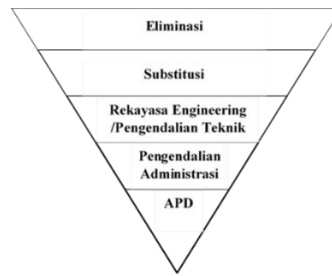 Eliminasi
Substitusi
Rekayasa Engineering
/Pengendalian Teknik
Pengendalian
Administrasi
APD